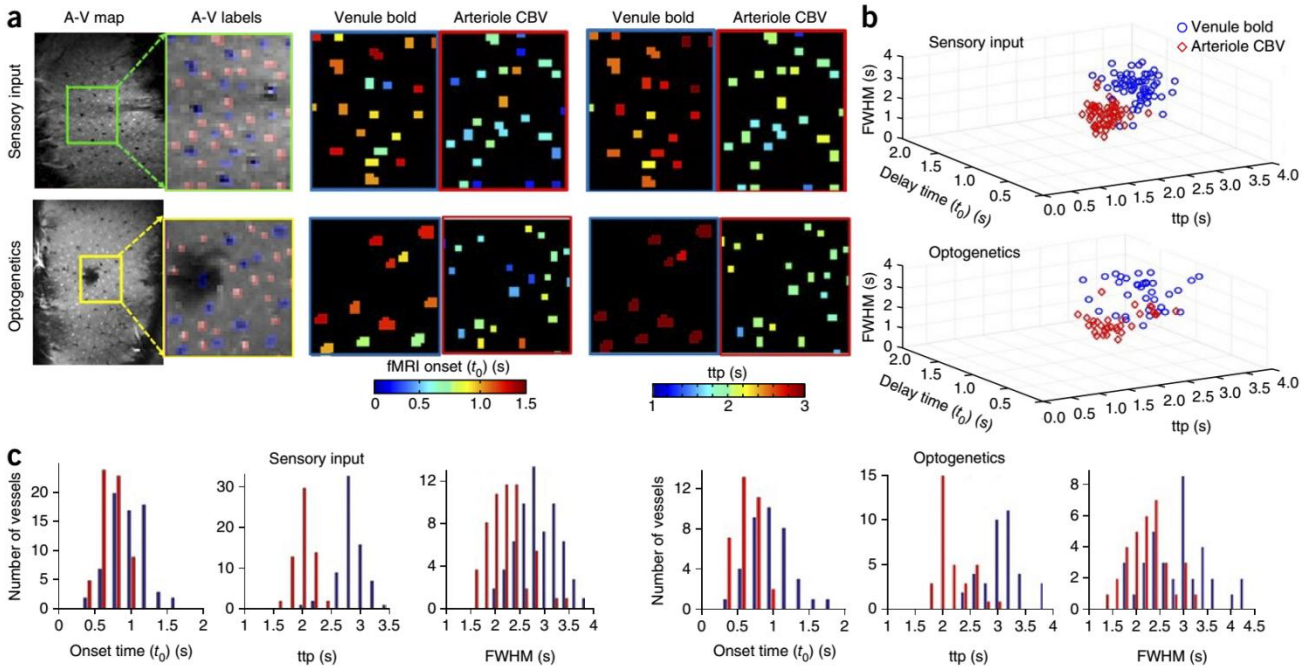 a
A-V map
A-V labels
Venule bold
Arteriole CBV
Venule bold
Arteriole CBV
Sensory input
Optogenetics
fMRI onset (t0) (s)
0 0.5 1.0 1.5
ttp (s)
1 2 3
b
Venule bold
Arteriole CBV
Sensory input
FWHM (s)
4
3
2
1
0
2.0 1.5 1.0 0.5
Delay time (t0) (s)
0.0 0.5 1.0 1.5 2.0 2.5 3.0 3.5 4.0
ttp (s)
Optogenetics
FWHM (s)
4
3
2
1
0
2.0 1.5 1.0 0.5
Delay time (t0) (s)
0.0 0.5 1.0 1.5 2.0 2.5 3.0 3.5 4.0
ttp (s)
c
Sensory input
Number of vessels
20
10
0
0 0.5 1 1.5 2
Onset time (t0) (s)
30
20
10
0
1 1.5 2 2.5 3 3.5
ttp (s)
12
9
6
3
0
1 1.5 2 2.5 3 3.5 4
FWHM (s)
Optogenetics
Number of vessels
12
9
6
3
0
0 0.5 1 1.5 2
Onset time (t0) (s)
15
10
5
0
1 1.5 2 2.5 3 3.5 4
ttp (s)
8
6
4
2
0
1 1.5 2 2.5 3 3.5 4 4.5
FWHM (s)